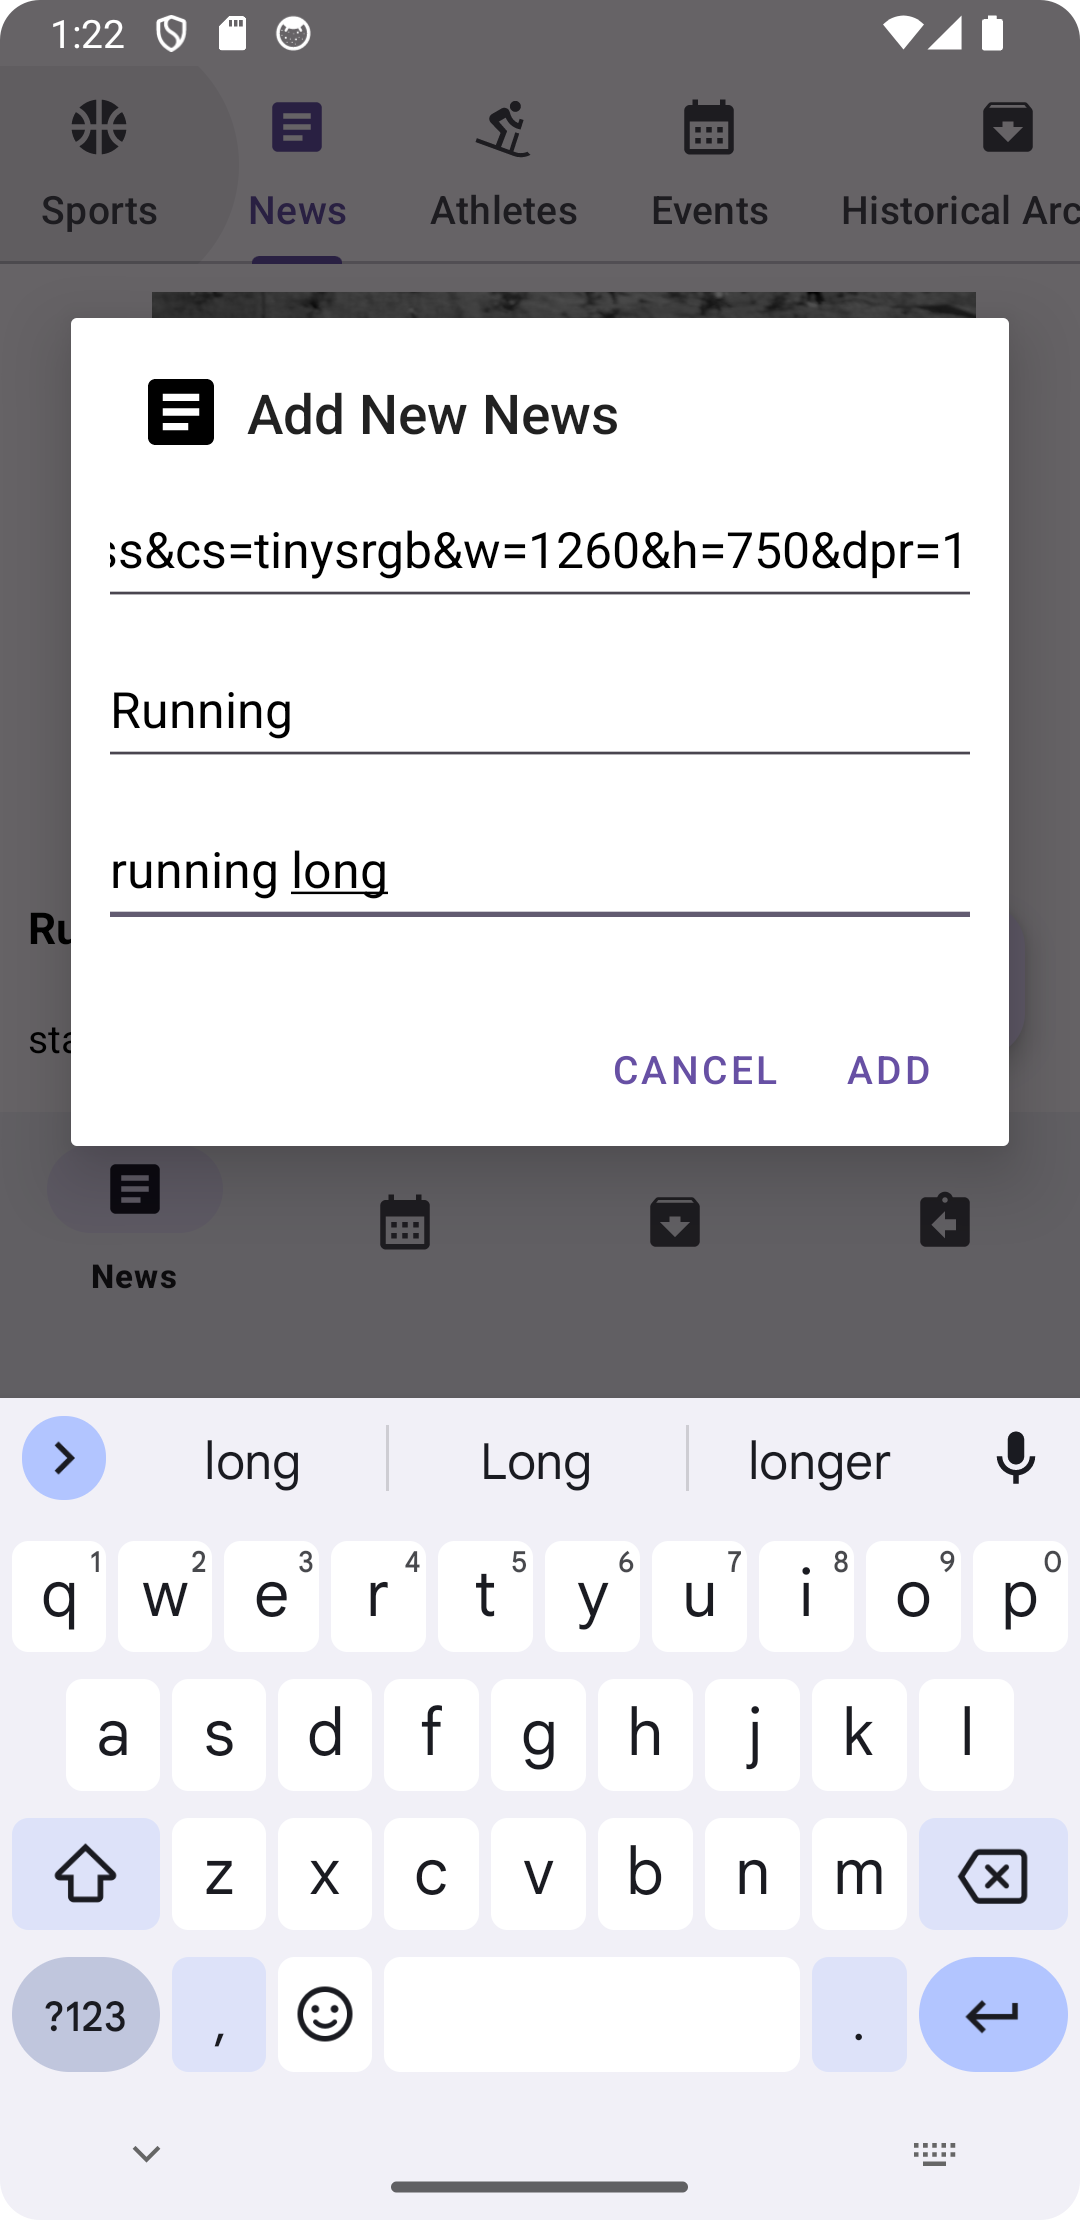 1:22
Sports News Athletes Events Historical Arc
Add New News
ss&cs=tinysrgb&w=1260&h=750&dpr=1
Running
running long
Ru
sta
CANCEL ADD
News
long Long longer
1 2 3 4 5 6 7 8 9 0
q w e r t y u i o p
a s d f g h j k l
z x c v b n m
?123 , .